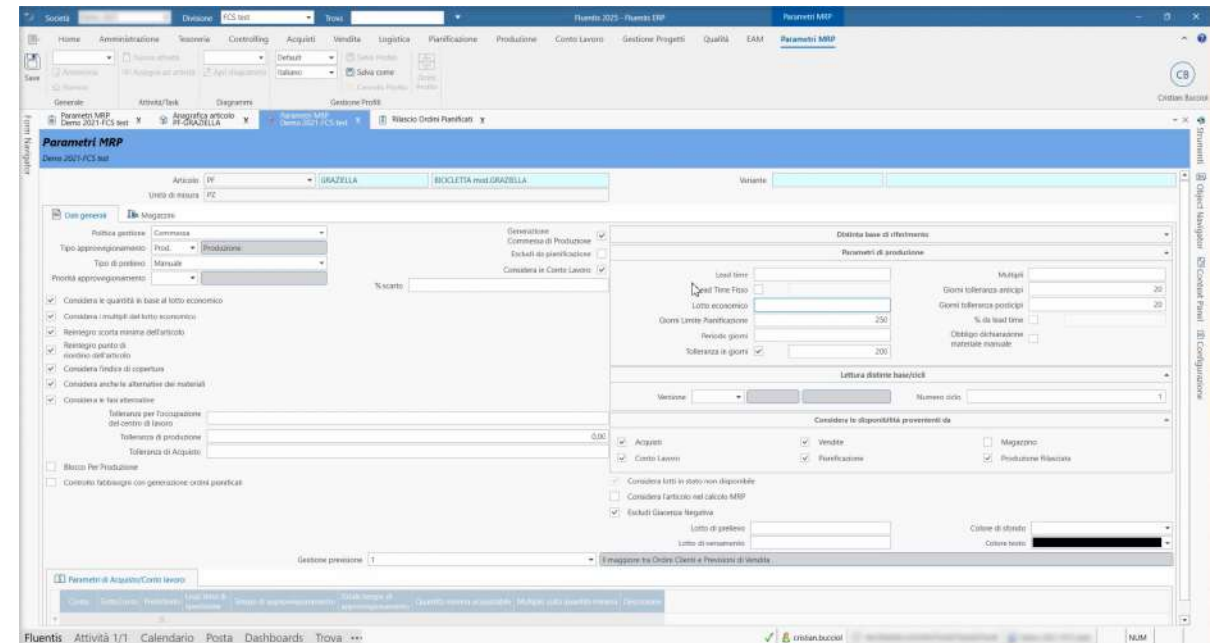 Società Divisione FCS test Trova Fluentis 2025 - Fluentis ERP Parametri MRP
Home Amministrazione Tesoreria Controlling Acquisti Vendita Logistica Pianificazione Produzione Conto Lavoro Gestione Progetti Qualità EAM Parametri MRP
Default
Italiano Salva come
Save
CB
Cristian Bucciol
Generale Attività/Task Diagrammi Gestione Profili
Parametri MRP
Demo 2021-FCS test
Anagrafica articolo
PF-GRAZIELLA
Parametri MRP
Demo 2021-FCS test
Rilascio Ordini Pianificati
Form Navigator
Strumenti
Object Navigator
Context Panel
Configurazione
Parametri MRP
Demo 2021-FCS test
Articolo PF GRAZIELLA BICICLETTA mod.GRAZIELLA Variante
Unità di misura PZ
Dati generali Magazzini
Politica gestione Commessa
Tipo approvvigionamento Prod. Produzione
Tipo di prelievo Manuale
Priorità approvvigionamento
% scarto
Generazione
Commessa di Produzione
Escludi da pianificazione
Considera in Conto Lavoro
Considera le quantità in base al lotto economico
Considera i multipli del lotto economico
Reintegro scorta minima dell'articolo
Reintegro punto di
riordino dell'articolo
Considera l'indice di copertura
Considera anche le alternative dei materiali
Considera le fasi alternative
Tolleranza per l'occupazione
del centro di lavoro
Tolleranza di produzione 0,00
Tolleranza di Acquisto
Blocco Per Produzione
Controllo fabbisogni con generazione ordini pianificati
Distinta base di riferimento
Parametri di produzione
Lead time Multipli
Lead Time Fisso Giorni tolleranza anticipi 20
Lotto economico Giorni tolleranza posticipi 20
Giorni Limite Pianificazione 250 % da lead time
Periodo giorni Obbligo dichiarazione
materiale manuale
Tolleranza in giorni 200
Lettura distinte base/cicli
Versione Numero ciclo 1
Considera le disponibilità provenienti da
Acquisti Vendite Magazzino
Conto Lavoro Pianificazione Produzione Rilasciata
Considera lotti in stato non disponibile
Considera l'articolo nel calcolo MRP
Escludi Giacenza Negativa
Lotto di prelievo Colore di sfondo
Lotto di versamento Colore testo
Gestione previsione 1 Il maggiore tra Ordini Clienti e Previsioni di Vendita
Parametri di Acquisto/Conto lavoro
Fluentis Attività 1/1 Calendario Posta Dashboards Trova ••• cristian.bucciol NUM